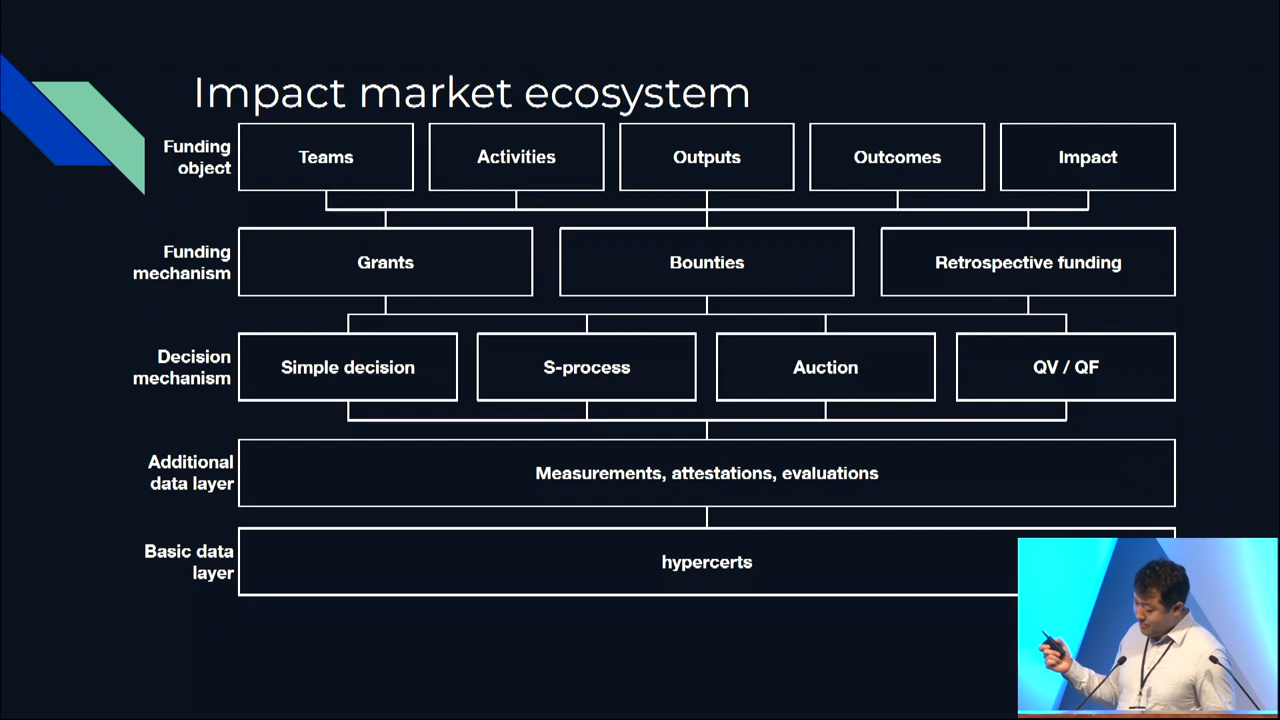 Impact market ecosystem
Funding
object
Teams
Activities
Outputs
Outcomes
Impact
Funding
mechanism
Grants
Bounties
Retrospective funding
Decision
mechanism
Simple decision
S-process
Auction
QV / QF
Additional
data layer
Measurements, attestations, evaluations
Basic data
layer
hypercerts